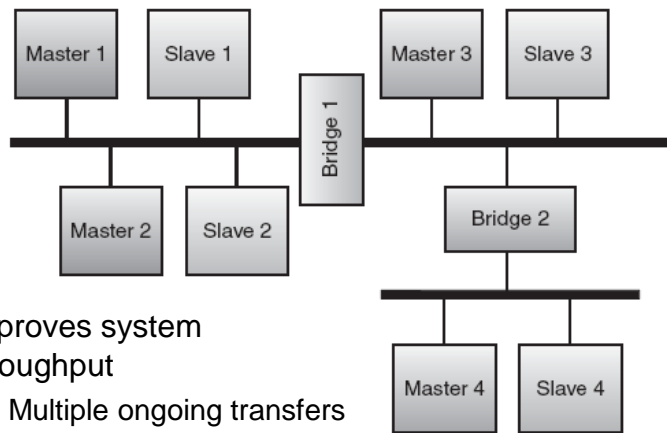 Master 1
Slave 1
Bridge 1
Master 3
Slave 3
Master 2
Slave 2
Bridge 2
proves system
oughput
Multiple ongoing transfers
Master 4
Slave 4